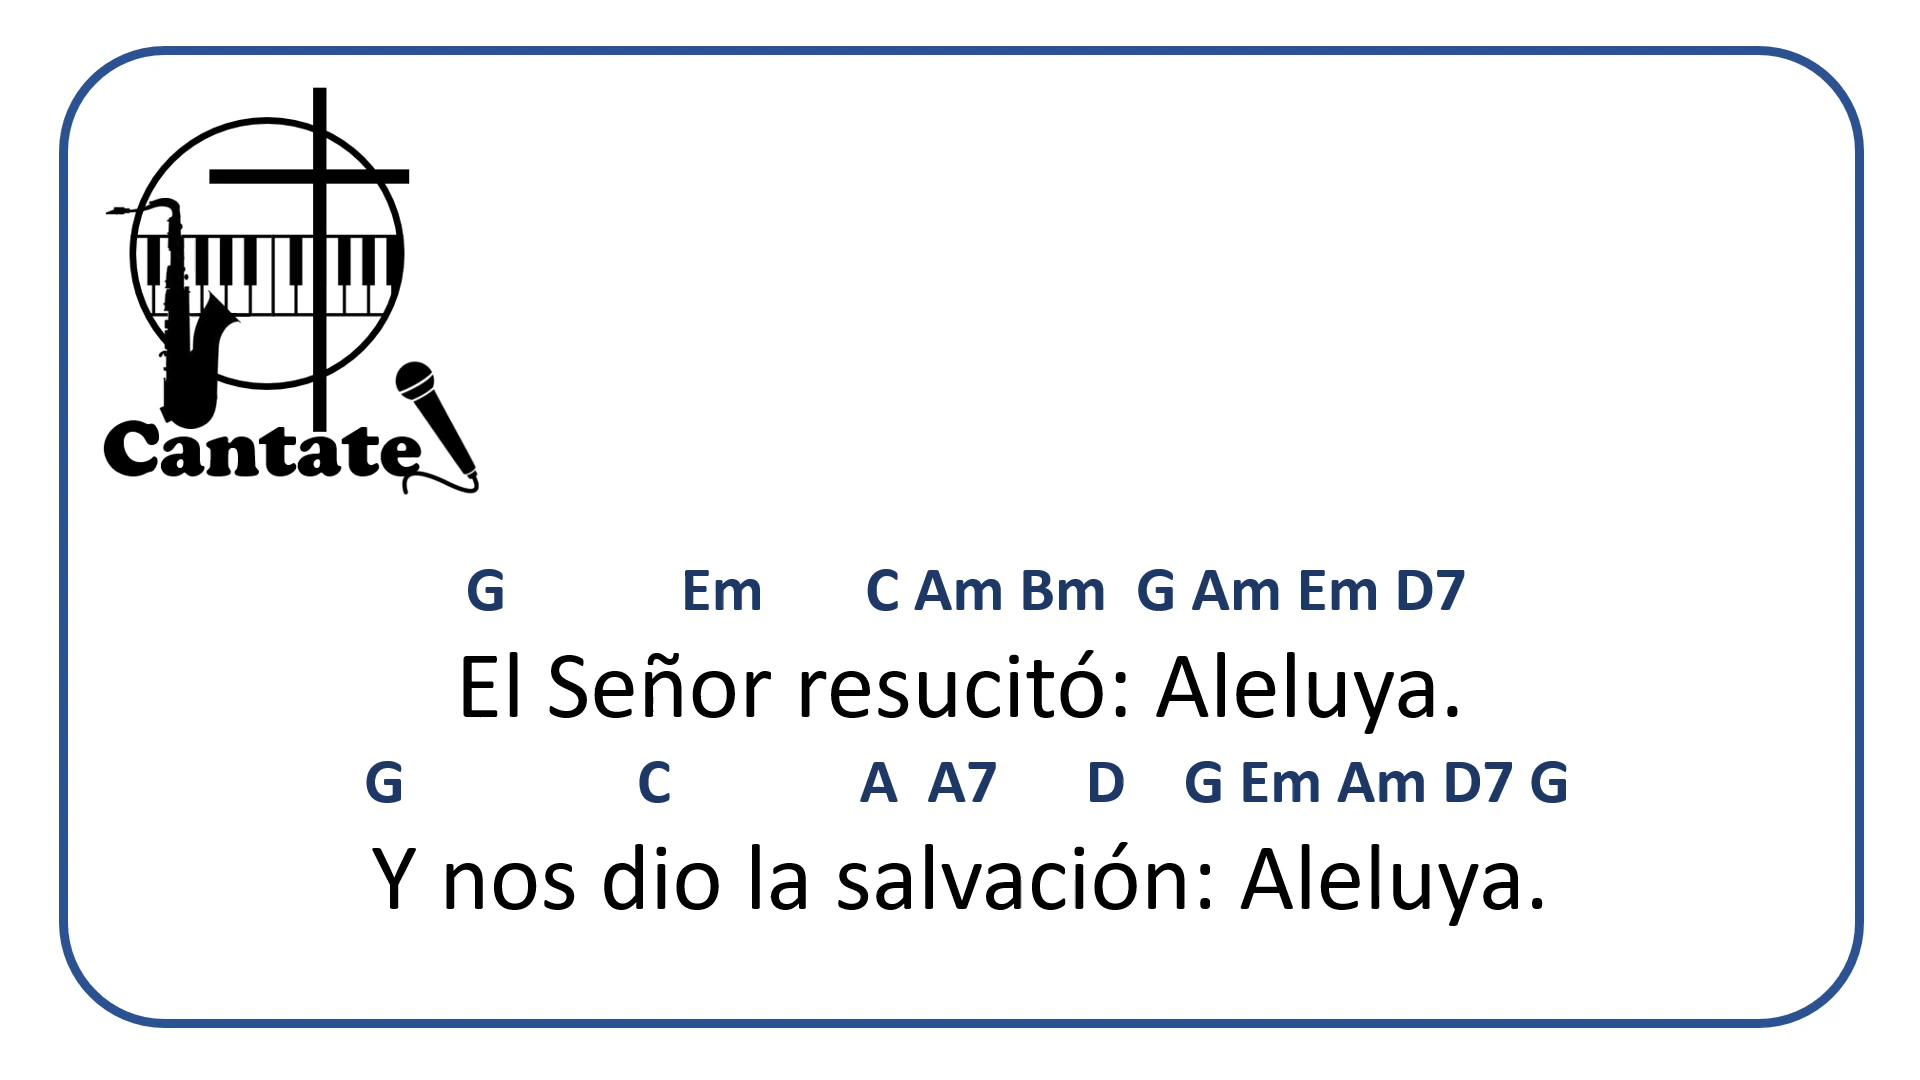 Cantate
G Em C Am Bm G Am Em D7
El Señor resucitó: Aleluya.
G C A A7 D G Em Am D7 G
Y nos dio la salvación: Aleluya.